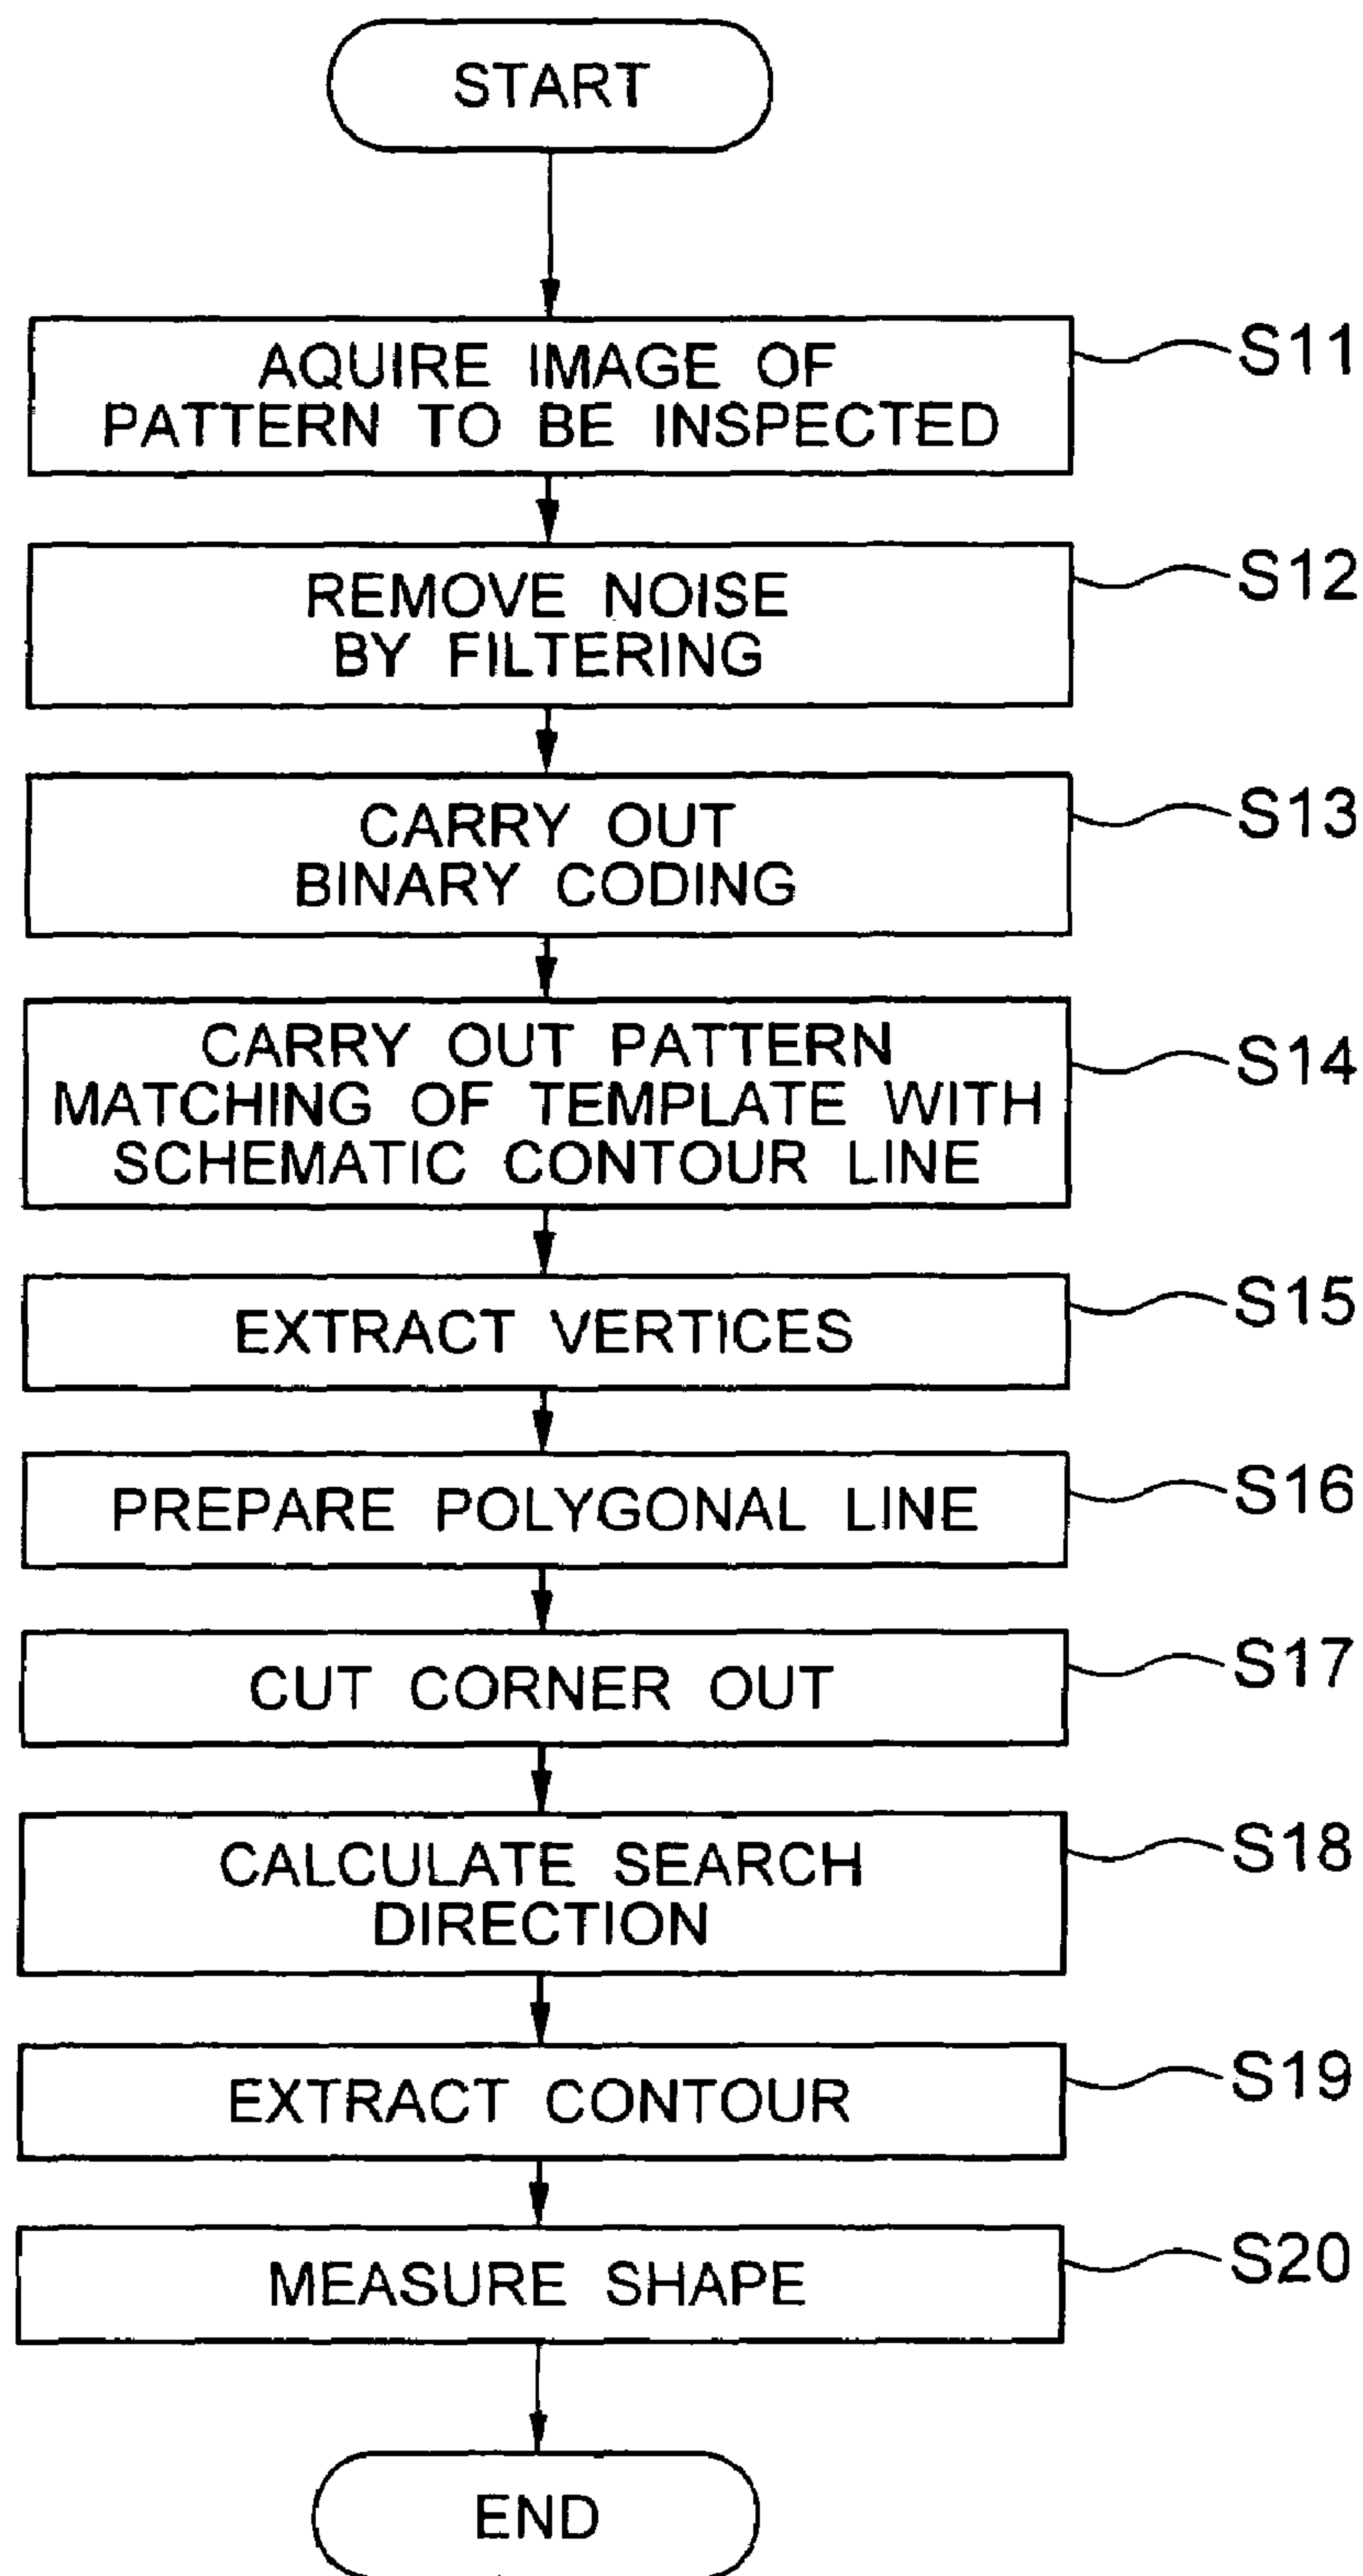 START
AQUIRE IMAGE OF
PATTERN TO BE INSPECTED
S11
REMOVE NOISE
BY FILTERING
S12
CARRY OUT
BINARY CODING
S13
CARRY OUT PATTERN
MATCHING OF TEMPLATE WITH
SCHEMATIC CONTOUR LINE
S14
EXTRACT VERTICES
S15
PREPARE POLYGONAL LINE
S16
CUT CORNER OUT
S17
CALCULATE SEARCH
DIRECTION
S18
EXTRACT CONTOUR
S19
MEASURE SHAPE
S20
END